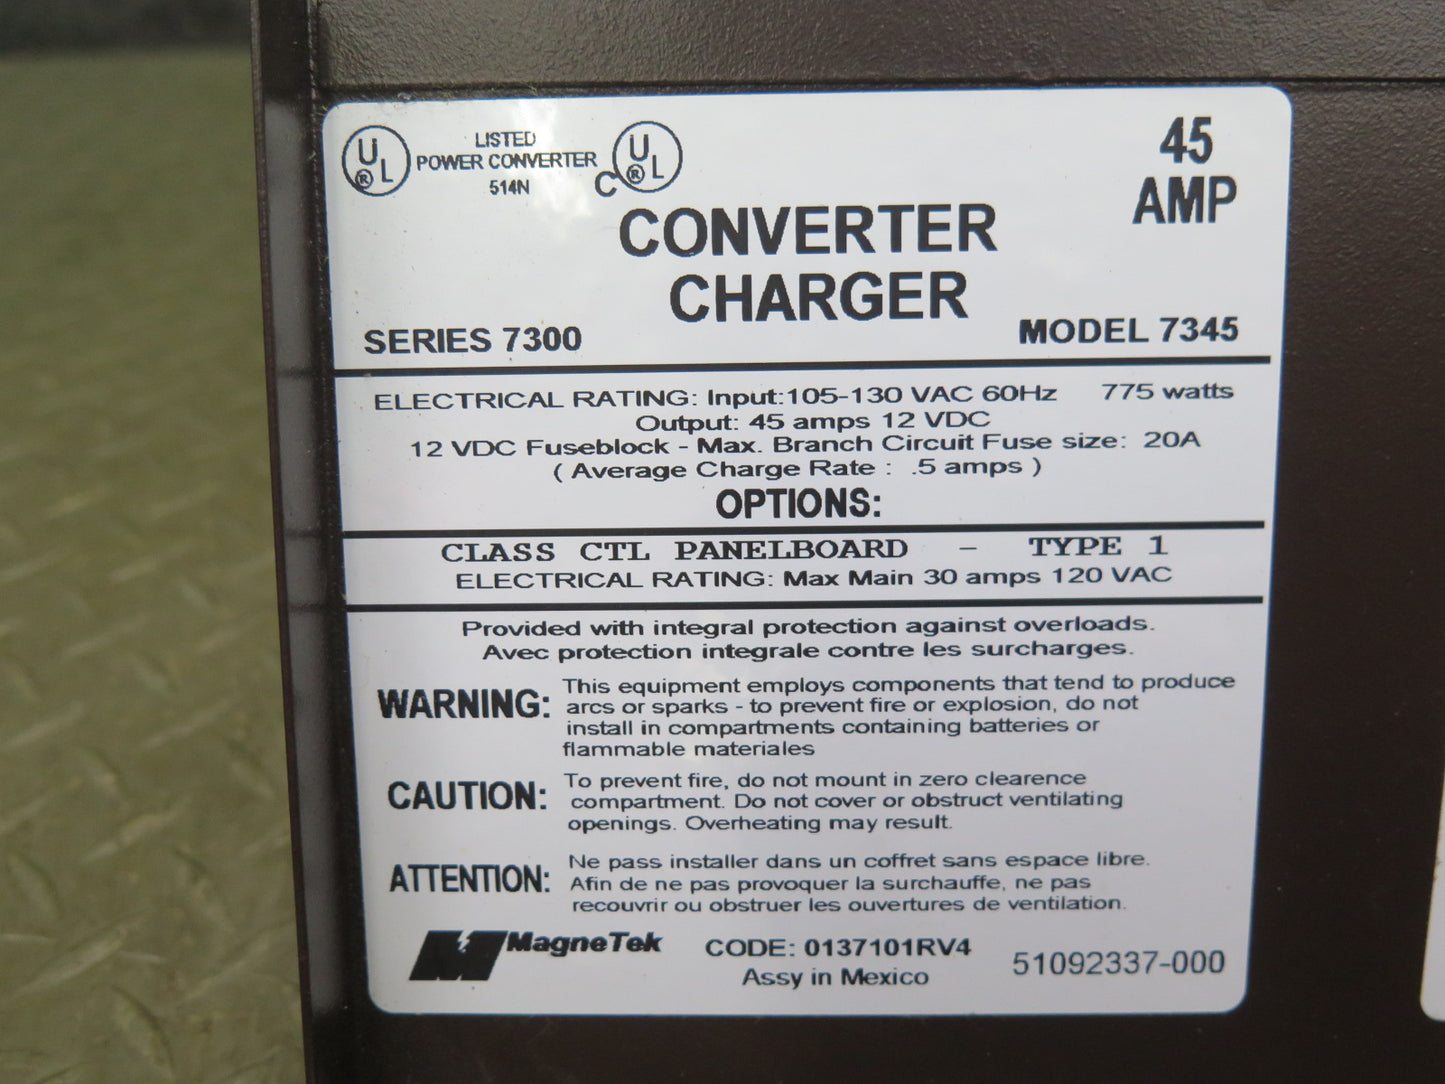 UL®
LISTED
POWER CONVERTER
514N
C UL®
45
AMP
CONVERTER
CHARGER
SERIES 7300
MODEL 7345
ELECTRICAL RATING: Input:105-130 VAC 60Hz 775 watts
Output: 45 amps 12 VDC
12 VDC Fuseblock - Max. Branch Circuit Fuse size: 20A
( Average Charge Rate : .5 amps )
OPTIONS:
CLASS CTL PANELBOARD - TYPE 1
ELECTRICAL RATING: Max Main 30 amps 120 VAC
Provided with integral protection against overloads.
Avec protection integrale contre les surcharges.
WARNING: This equipment employs components that tend to produce
arcs or sparks - to prevent fire or explosion, do not
install in compartments containing batteries or
flammable materiales
CAUTION: To prevent fire, do not mount in zero clearence
compartment. Do not cover or obstruct ventilating
openings. Overheating may result.
ATTENTION: Ne pass installer dans un coffret sans espace libre.
Afin de ne pas provoquer la surchauffe, ne pas
recouvrir ou obstruer les ouvertures de ventilation.
MagneTek
CODE: 0137101RV4
Assy in Mexico
51092337-000